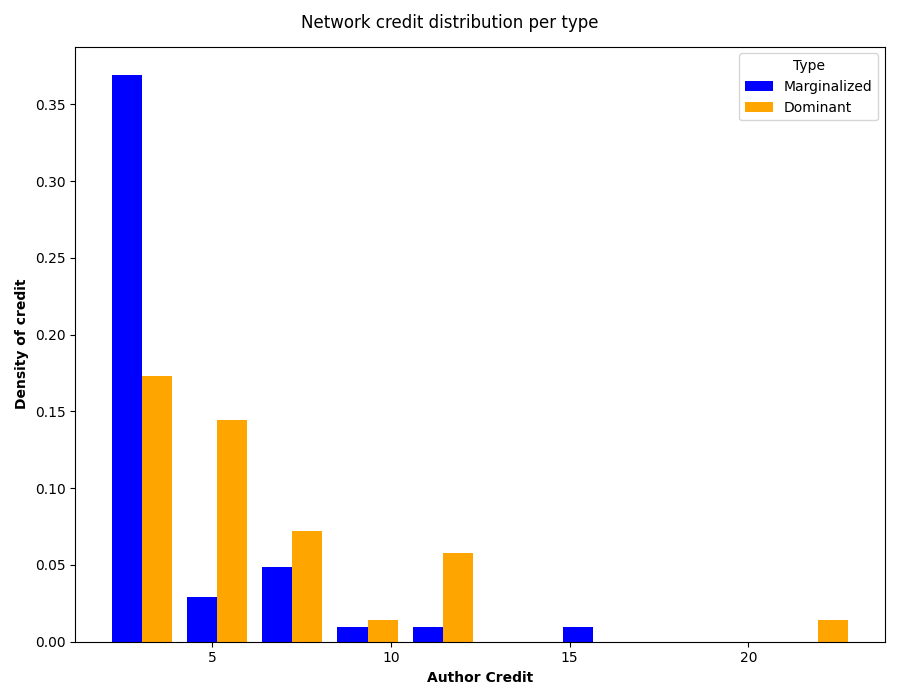 Network credit distribution per type
Type
Marginalized
Dominant
Density of credit
0.35
0.30
0.25
0.20
0.15
0.10
0.05
0.00
5
10
15
20
Author Credit